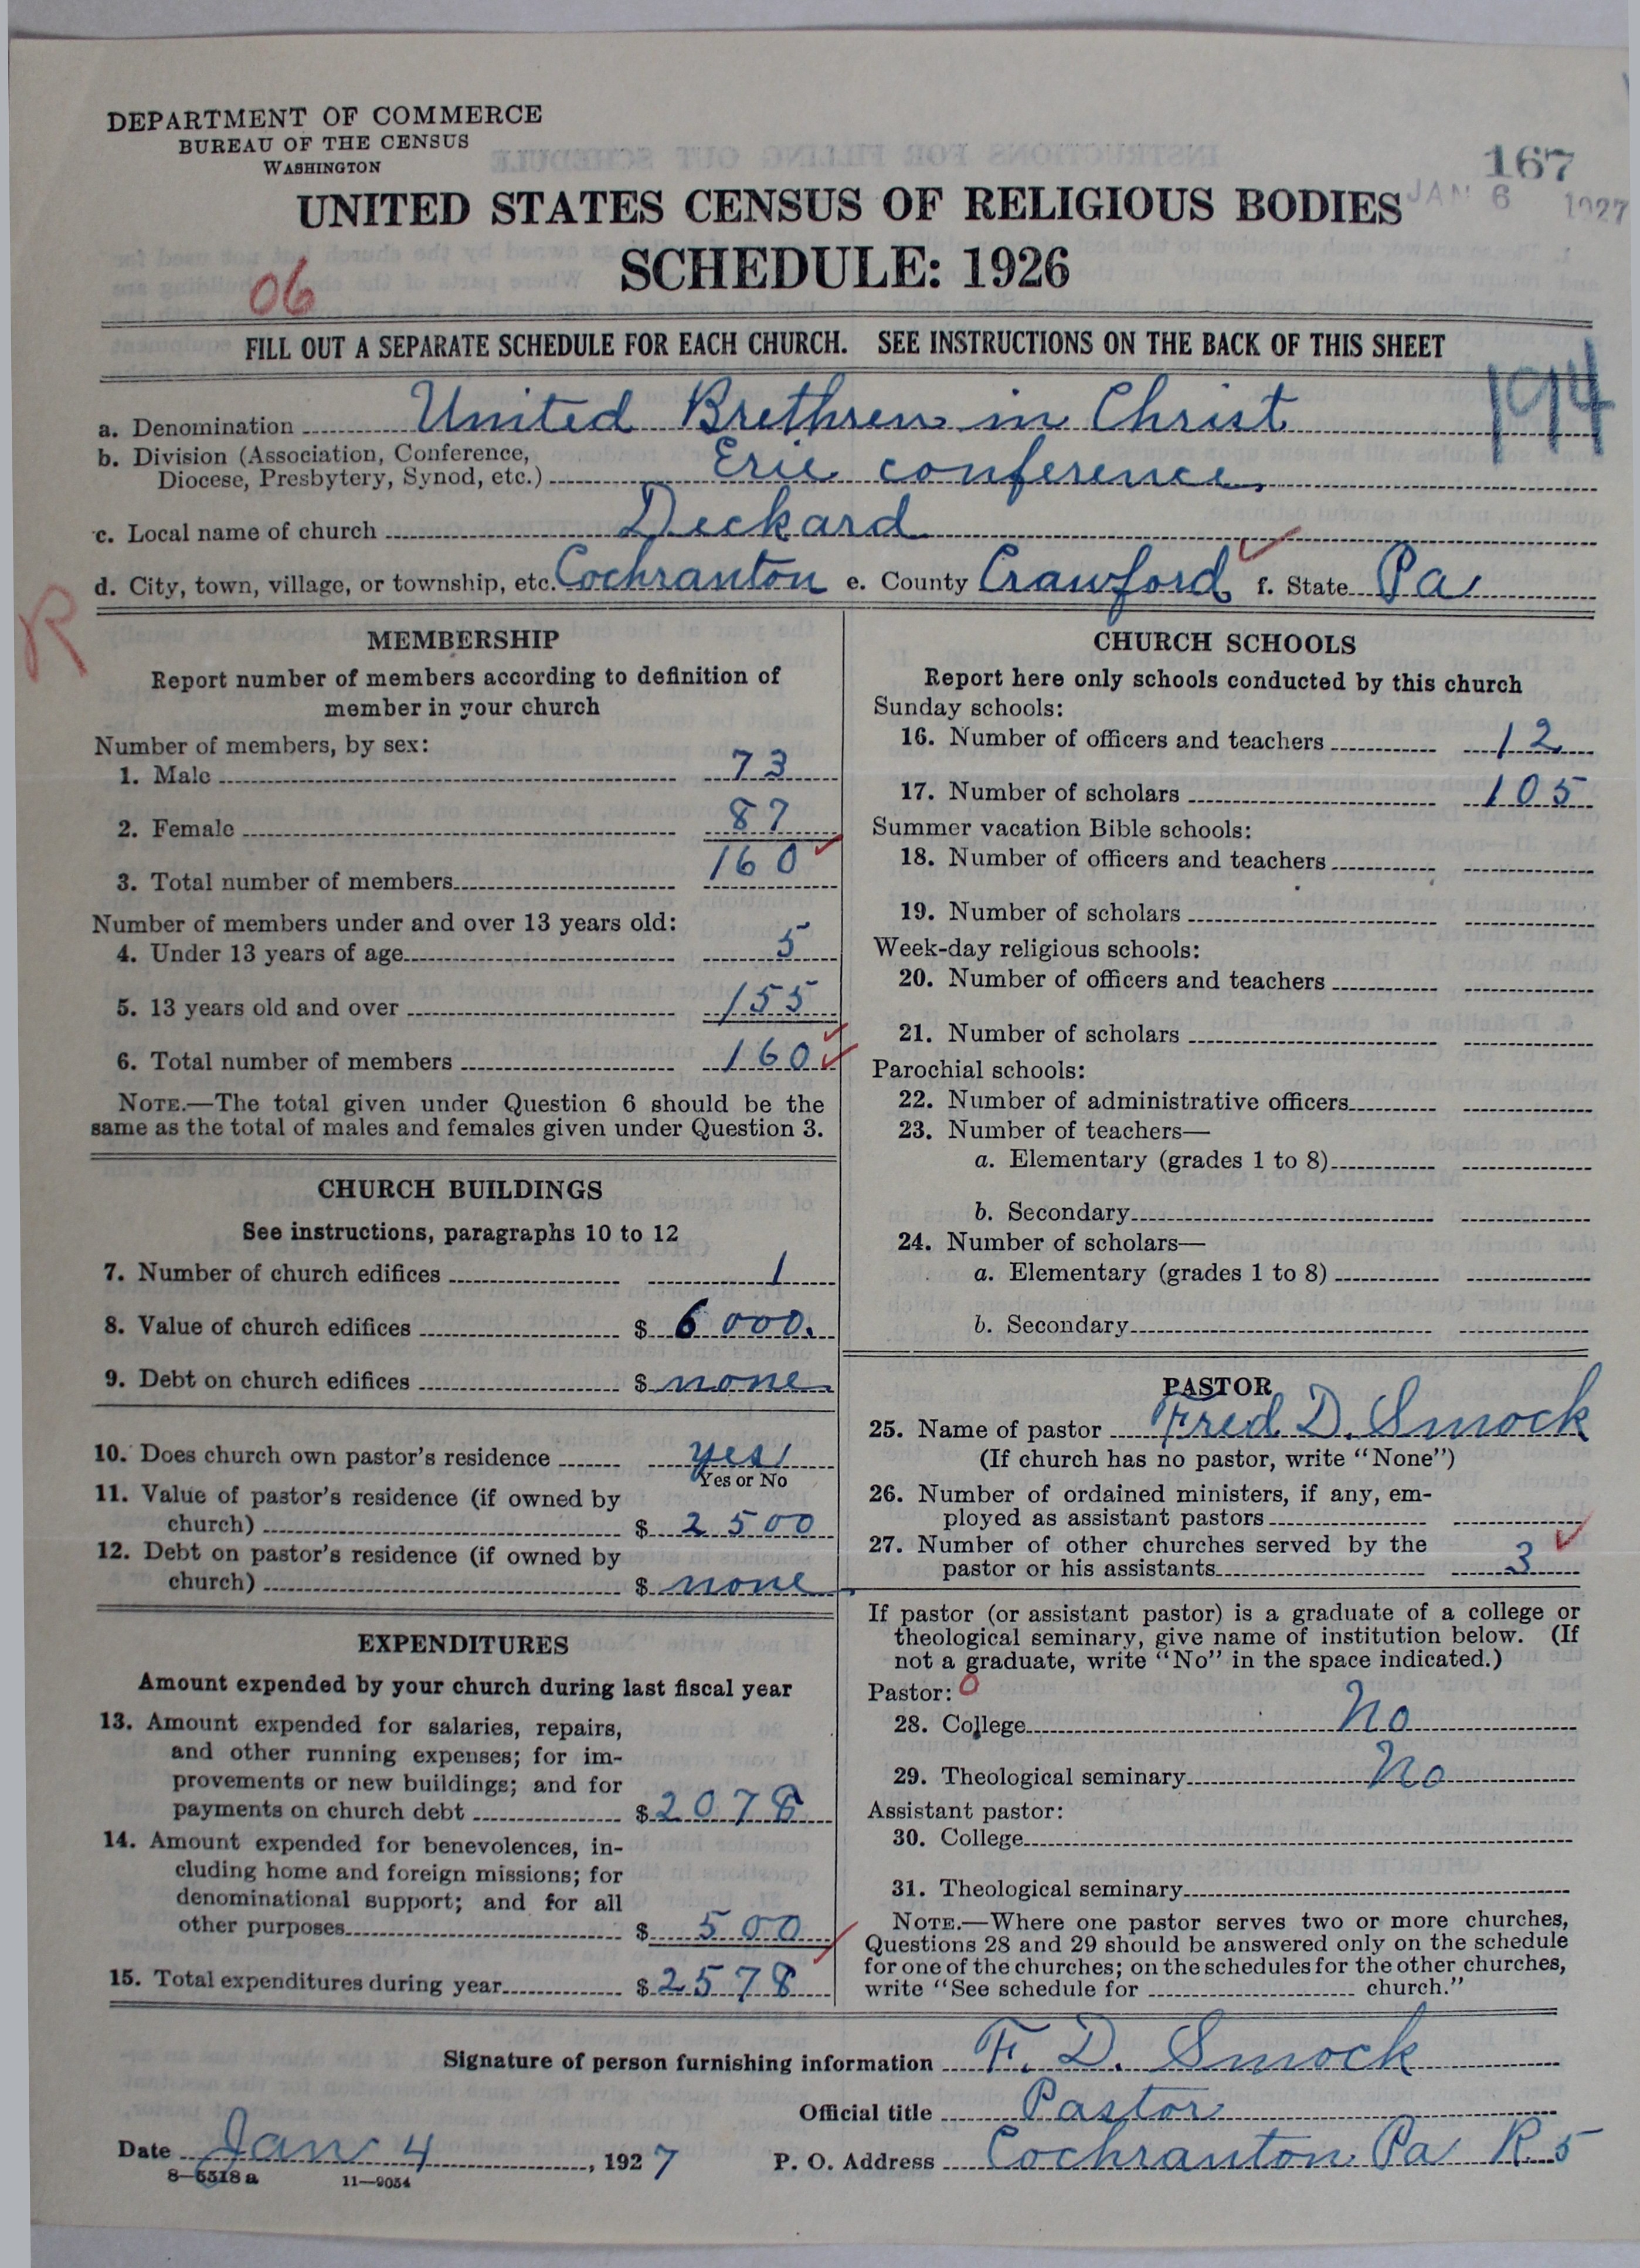 DEPARTMENT OF COMMERCE
BUREAU OF THE CENSUS
WASHINGTON
167
JAN 6 1927
UNITED STATES CENSUS OF RELIGIOUS BODIES
SCHEDULE: 1926
06
FILL OUT A SEPARATE SCHEDULE FOR EACH CHURCH. SEE INSTRUCTIONS ON THE BACK OF THIS SHEET
194
a. Denomination United Brethren in Christ
b. Division (Association, Conference,
Diocese, Presbytery, Synod, etc.) Erie conference
c. Local name of church Deckard
d. City, town, village, or township, etc. Cochranton e. County Crawford f. State Pa
R
MEMBERSHIP
Report number of members according to definition of
member in your church
Number of members, by sex:
1. Male 73
2. Female 87
3. Total number of members 160
Number of members under and over 13 years old:
4. Under 13 years of age 5
5. 13 years old and over 155
6. Total number of members 160
NOTE.—The total given under Question 6 should be the
same as the total of males and females given under Question 3.
CHURCH BUILDINGS
See instructions, paragraphs 10 to 12
7. Number of church edifices 1
8. Value of church edifices $ 6000.
9. Debt on church edifices $ none
10. Does church own pastor's residence yes
Yes or No
11. Value of pastor's residence (if owned by
church) $ 2500
12. Debt on pastor's residence (if owned by
church) $ none
EXPENDITURES
Amount expended by your church during last fiscal year
13. Amount expended for salaries, repairs,
and other running expenses; for im-
provements or new buildings; and for
payments on church debt $ 2078
14. Amount expended for benevolences, in-
cluding home and foreign missions; for
denominational support; and for all
other purposes $ 500
15. Total expenditures during year $ 2578
CHURCH SCHOOLS
Report here only schools conducted by this church
Sunday schools:
16. Number of officers and teachers 12
17. Number of scholars 105
Summer vacation Bible schools:
18. Number of officers and teachers
19. Number of scholars
Week-day religious schools:
20. Number of officers and teachers
21. Number of scholars
Parochial schools:
22. Number of administrative officers
23. Number of teachers—
a. Elementary (grades 1 to 8)
b. Secondary
24. Number of scholars—
a. Elementary (grades 1 to 8)
b. Secondary
PASTOR
25. Name of pastor Fred D. Smock
(If church has no pastor, write "None")
26. Number of ordained ministers, if any, em-
ployed as assistant pastors
27. Number of other churches served by the
pastor or his assistants 3
If pastor (or assistant pastor) is a graduate of a college or
theological seminary, give name of institution below. (If
not a graduate, write "No" in the space indicated.)
Pastor: 0
28. College No
29. Theological seminary No
Assistant pastor:
30. College
31. Theological seminary
NOTE.—Where one pastor serves two or more churches,
Questions 28 and 29 should be answered only on the schedule
for one of the churches; on the schedules for the other churches,
write "See schedule for church."
Signature of person furnishing information F. D. Smock
Official title Pastor
Date Jan 4, 1927 P. O. Address Cochranton Pa R.5
8—5518 a 11—9054